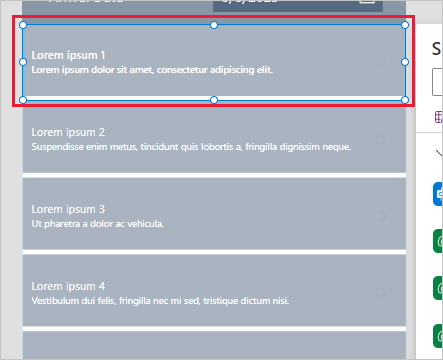 Lorem ipsum 1
Lorem ipsum dolor sit amet, consectetur adipiscing elit.
Lorem ipsum 2
Suspendisse enim metus, tincidunt quis lobortis a, fringilla dignissim neque.
Lorem ipsum 3
Ut pharetra a dolor ac vehicula.
Lorem ipsum 4
Vestibulum dui felis, fringilla nec mi sed, tristique dictum nisi.